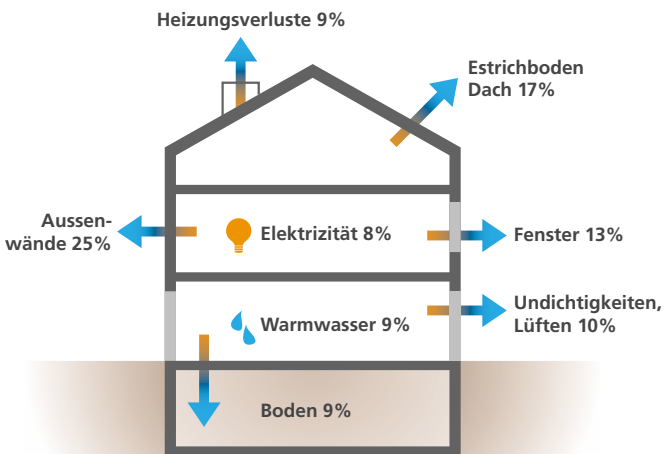 Heizungsverluste 9%
Estrichboden
Dach 17%
Aussen-
wände 25%
Elektrizität 8%
Fenster 13%
Undichtigkeiten,
Lüften 10%
Warmwasser 9%
Boden 9%